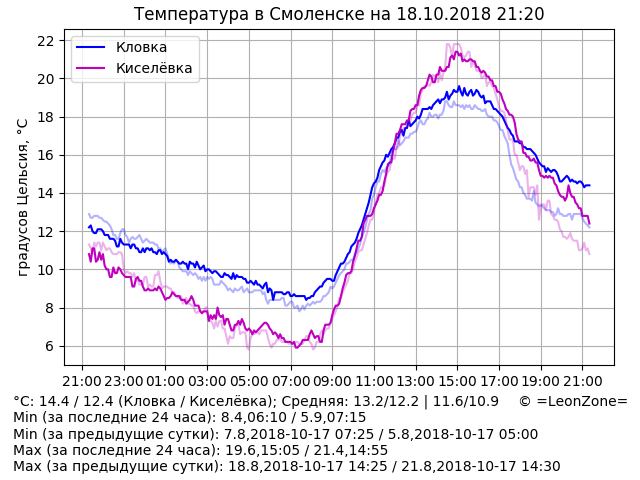 Температура в Смоленске на 18.10.2018 21:20
градусов Цельсия, °C
Кловка
Киселёвка
22
20
18
16
14
12
10
8
6
21:00 23:00 01:00 03:00 05:00 07:00 09:00 11:00 13:00 15:00 17:00 19:00 21:00
°C: 14.4 / 12.4 (Кловка / Киселёвка); Средняя: 13.2/12.2 | 11.6/10.9 © =LeonZone=
Min (за последние 24 часа): 8.4,06:10 / 5.9,07:15
Min (за предыдущие сутки): 7.8,2018-10-17 07:25 / 5.8,2018-10-17 05:00
Max (за последние 24 часа): 19.6,15:05 / 21.4,14:55
Max (за предыдущие сутки): 18.8,2018-10-17 14:25 / 21.8,2018-10-17 14:30